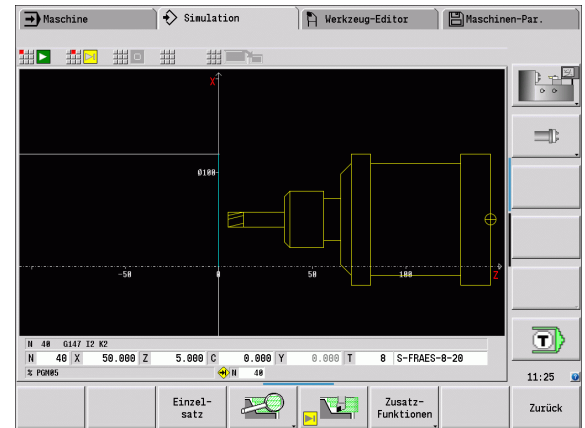 Maschine Simulation Werkzeug-Editor Maschinen-Par.
X
Ø100
-50 0 50 100 Z
N 40 G147 I2 K2
N 40 X 50.000 Z 5.000 C 0.000 Y 0.000 T 8 S-FRAES-8-20
% PGM05 N 40
T
11:25
Einzel-
satz
Zusatz-
Funktionen
Zurück